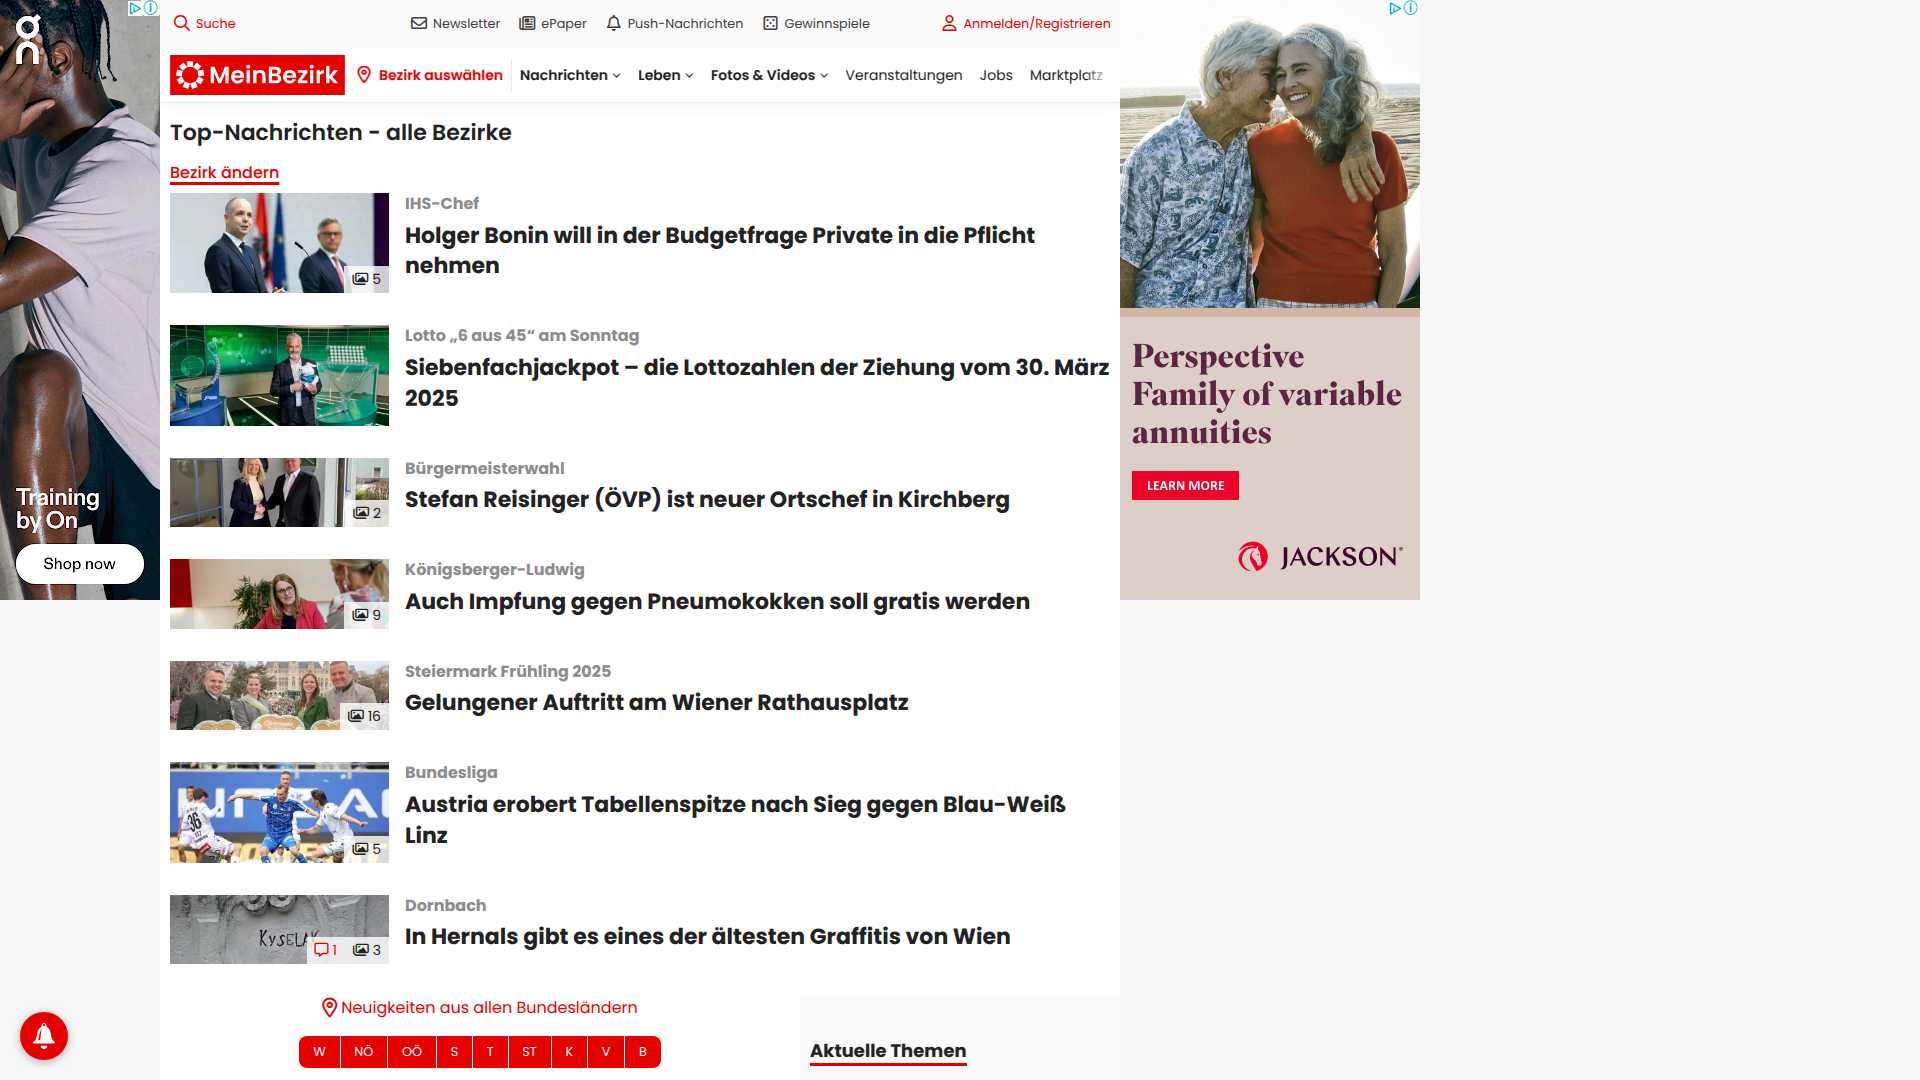 Suche
Newsletter
ePaper
Push-Nachrichten
Gewinnspiele
Anmelden/Registrieren
MeinBezirk
Bezirk auswählen
Nachrichten
Leben
Fotos & Videos
Veranstaltungen
Jobs
Marktplatz
Top-Nachrichten - alle Bezirke
Bezirk ändern
IHS-Chef
Holger Bonin will in der Budgetfrage Private in die Pflicht
nehmen
5
Lotto „6 aus 45“ am Sonntag
Siebenfachjackpot – die Lottozahlen der Ziehung vom 30. März
2025
Bürgermeisterwahl
Stefan Reisinger (ÖVP) ist neuer Ortschef in Kirchberg
2
Königsberger-Ludwig
Auch Impfung gegen Pneumokokken soll gratis werden
9
Steiermark Frühling 2025
Gelungener Auftritt am Wiener Rathausplatz
16
Bundesliga
Austria erobert Tabellenspitze nach Sieg gegen Blau-Weiß
Linz
36
5
Dornbach
In Hernals gibt es eines der ältesten Graffitis von Wien
KYSELAK
1
3
Neuigkeiten aus allen Bundesländern
W
NÖ
OÖ
S
T
ST
K
V
B
Aktuelle Themen
Training
by On
Shop now
Perspective
Family of variable
annuities
LEARN MORE
JACKSON®